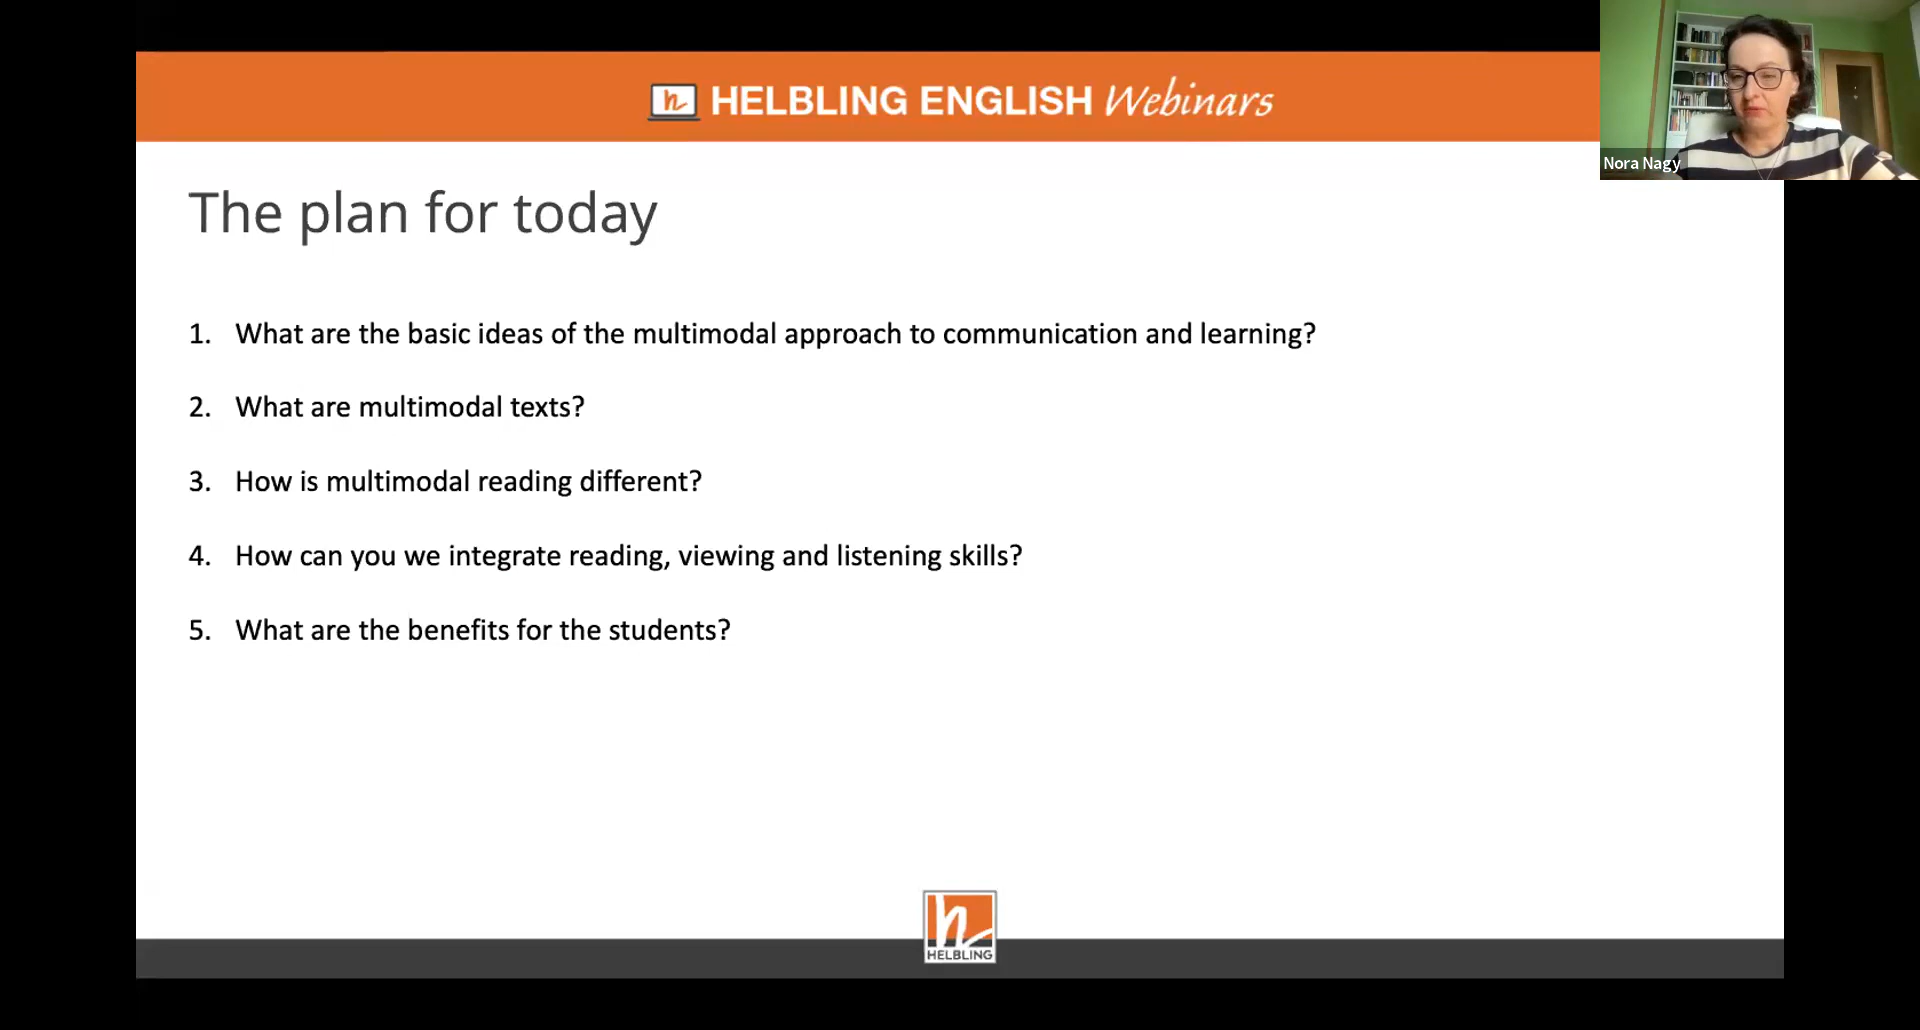 HELBLING ENGLISH Webinars
Nora Nagy
The plan for today
1. What are the basic ideas of the multimodal approach to communication and learning?
2. What are multimodal texts?
3. How is multimodal reading different?
4. How can you we integrate reading, viewing and listening skills?
5. What are the benefits for the students?
h
HELBLING